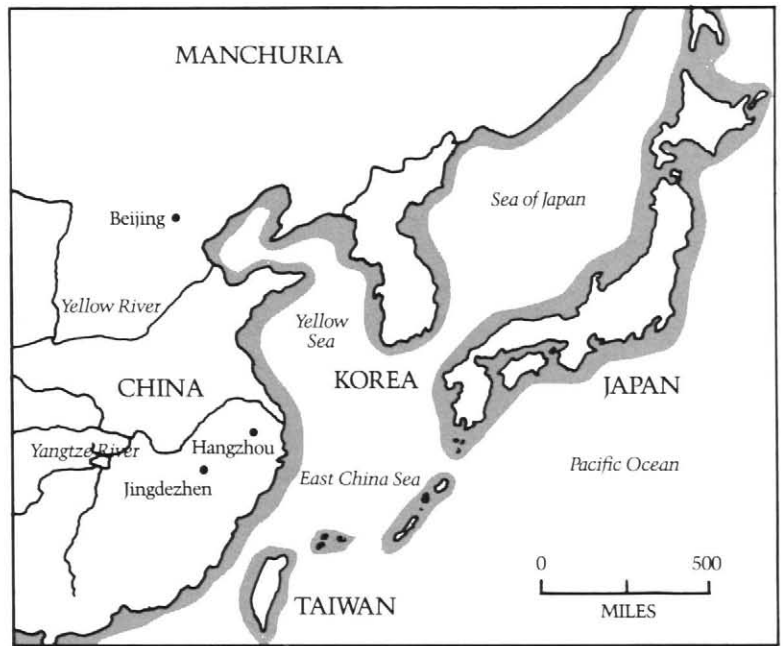 MANCHURIA
Beijing
Sea of Japan
Yellow River
Yellow
Sea
CHINA
KOREA
JAPAN
Yangtze River
Hangzhou
Jingdezhen
East China Sea
Pacific Ocean
0 500
MILES
TAIWAN